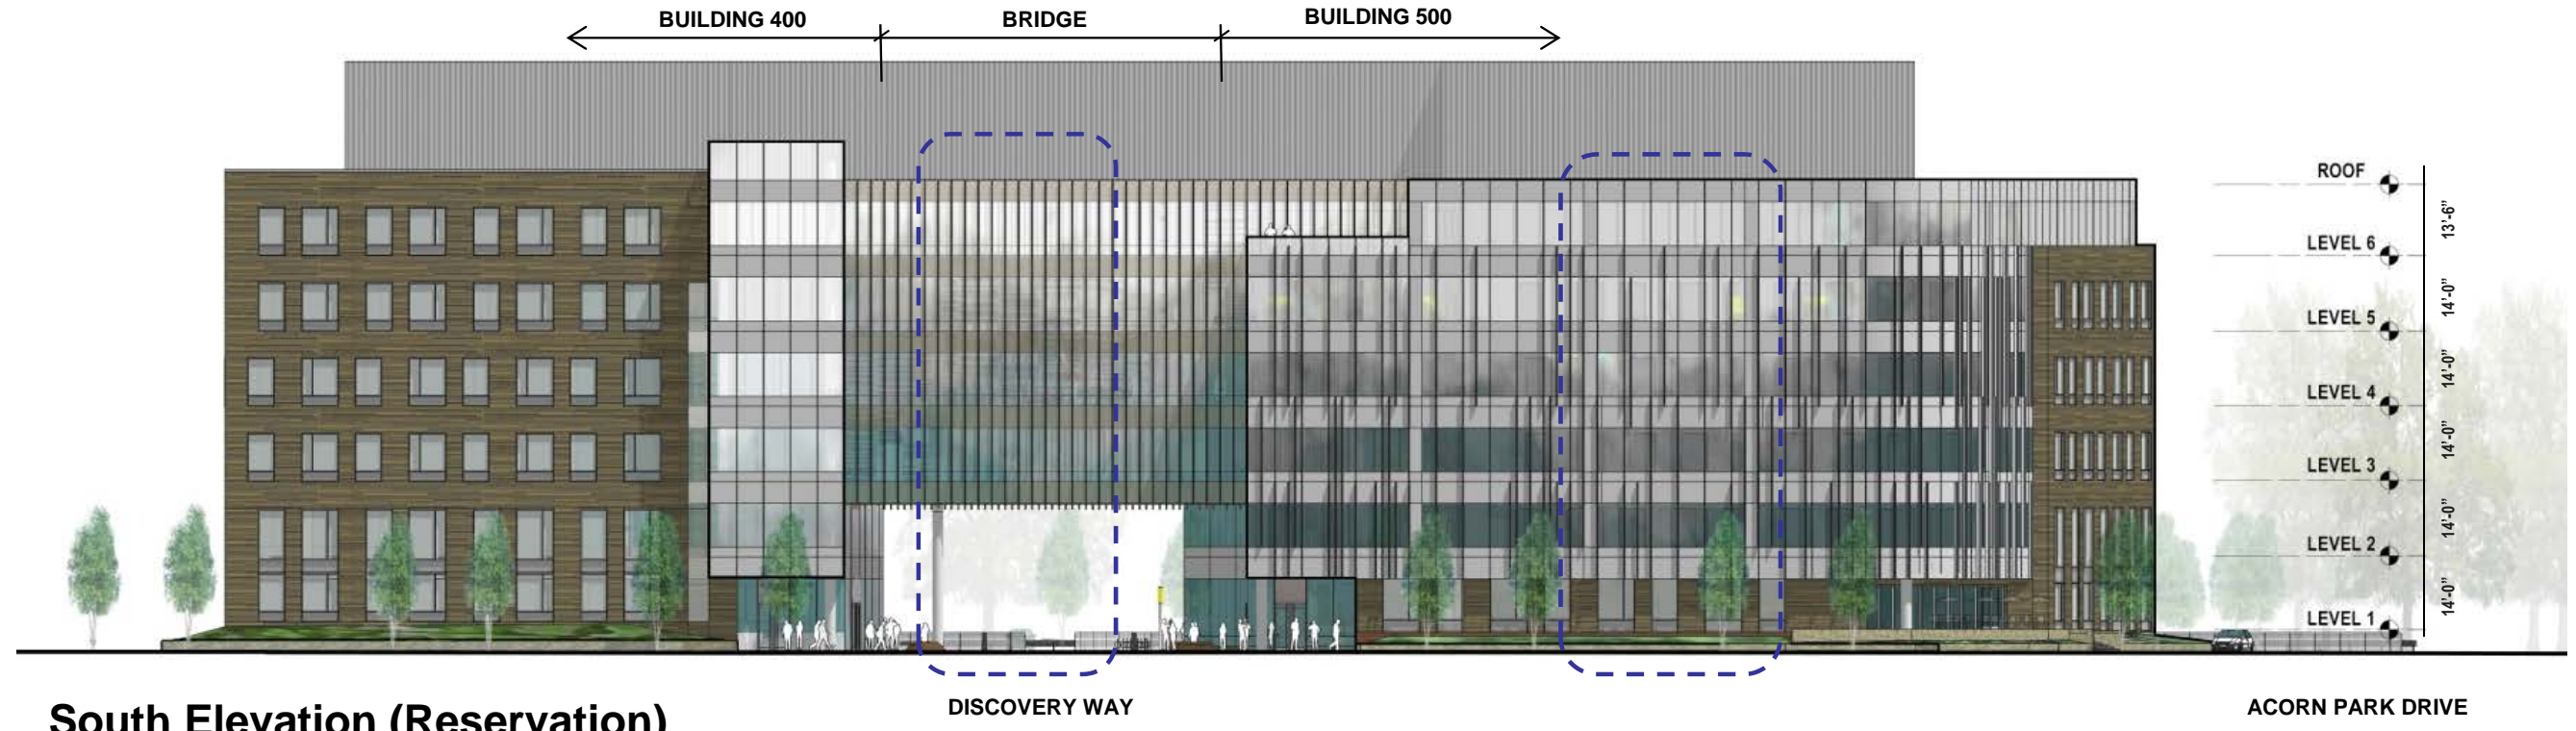 BUILDING 400
BRIDGE
BUILDING 500
ROOF
13'-6"
LEVEL 6
14'-0"
LEVEL 5
14'-0"
LEVEL 4
14'-0"
LEVEL 3
14'-0"
LEVEL 2
14'-0"
LEVEL 1
DISCOVERY WAY
ACORN PARK DRIVE
South Elevation (Reservation)